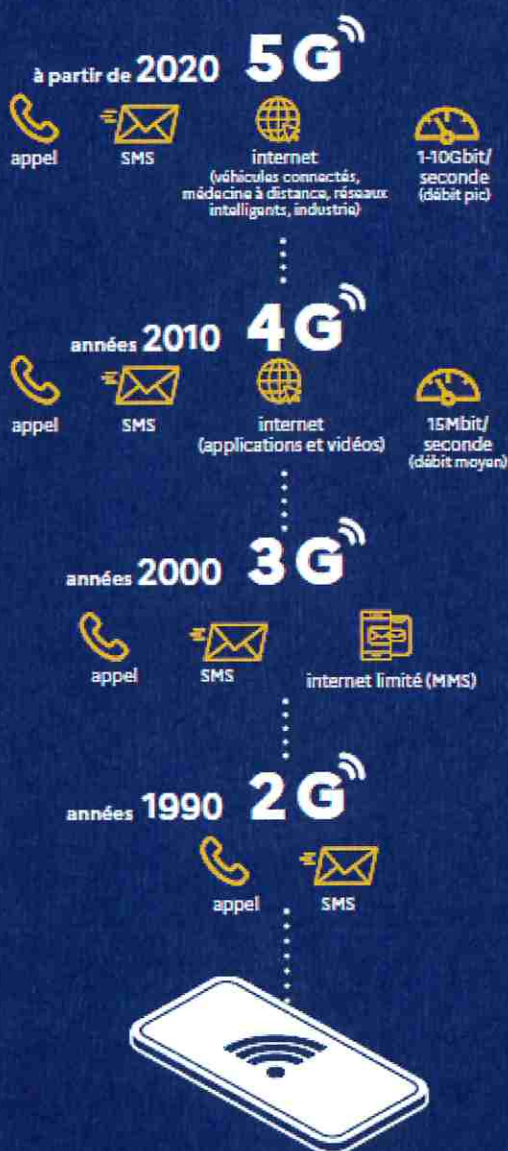 à partir de 2020 5G
appel
SMS
internet
(véhicules connectés,
médecine à distance, réseaux
intelligents, industrie)
1-10Gbit/
seconde
(débit pic)
années 2010 4G
appel
SMS
internet
(applications et vidéos)
15Mbit/
seconde
(débit moyen)
années 2000 3G
appel
SMS
internet limité (MMS)
années 1990 2G
appel
SMS